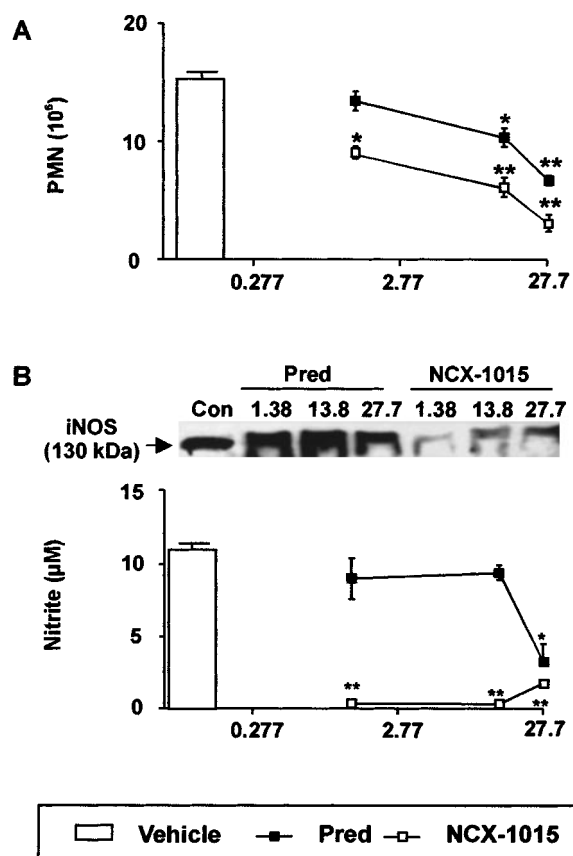 A
PMN (10⁶)
20
10
0
*
*
**
**
**
0.277 2.77 27.7
B
Pred NCX-1015
Con 1.38 13.8 27.7 1.38 13.8 27.7
iNOS
(130 kDa)
Nitrite (µM)
15
10
5
0
**
**
*
**
0.277 2.77 27.7
Vehicle Pred NCX-1015